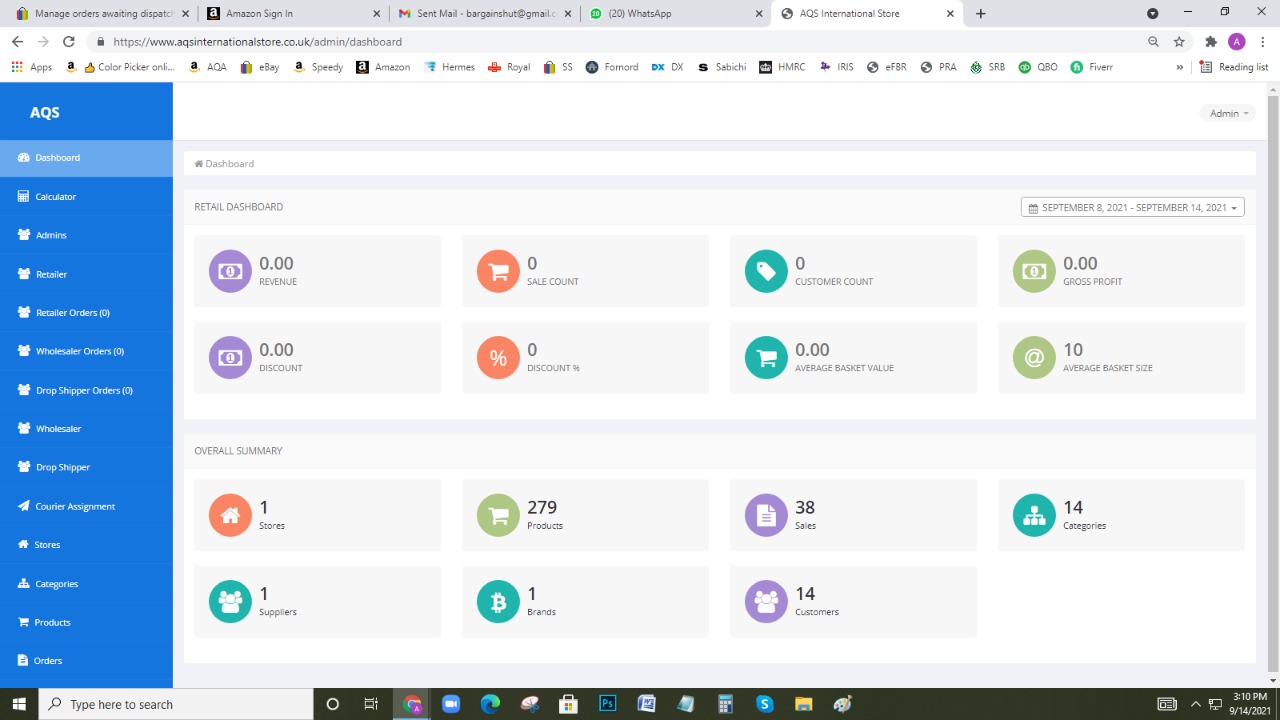 Manage orders awaiting dispatch
Amazon Sign In
Sent Mail - bargainshut@gmail.c
(20) WhatsApp
AQS International Store
https://www.aqsinternationalstore.co.uk/admin/dashboard
A
Apps
Color Picker onli...
AQA
eBay
Speedy
Amazon
Hermes
Royal
SS
Fornord
DX
DX
Sabichi
HMRC
IRIS
eFBR
PRA
SRB
QBO
Fiverr
»
Reading list
AQS
Admin
Dashboard
Calculator
Admins
Retailer
Retailer Orders (0)
Wholesaler Orders (0)
Drop Shipper Orders (0)
Wholesaler
Drop Shipper
Courier Assignment
Stores
Categories
Products
Orders
Dashboard
RETAIL DASHBOARD
SEPTEMBER 8, 2021 - SEPTEMBER 14, 2021
0.00
REVENUE
0
SALE COUNT
0
CUSTOMER COUNT
0.00
GROSS PROFIT
0.00
DISCOUNT
%
0
DISCOUNT %
0.00
AVERAGE BASKET VALUE
@
10
AVERAGE BASKET SIZE
OVERALL SUMMARY
1
Stores
279
Products
38
Sales
14
Categories
1
Suppliers
1
Brands
14
Customers
Type here to search
Ps
3:10 PM
9/14/2021